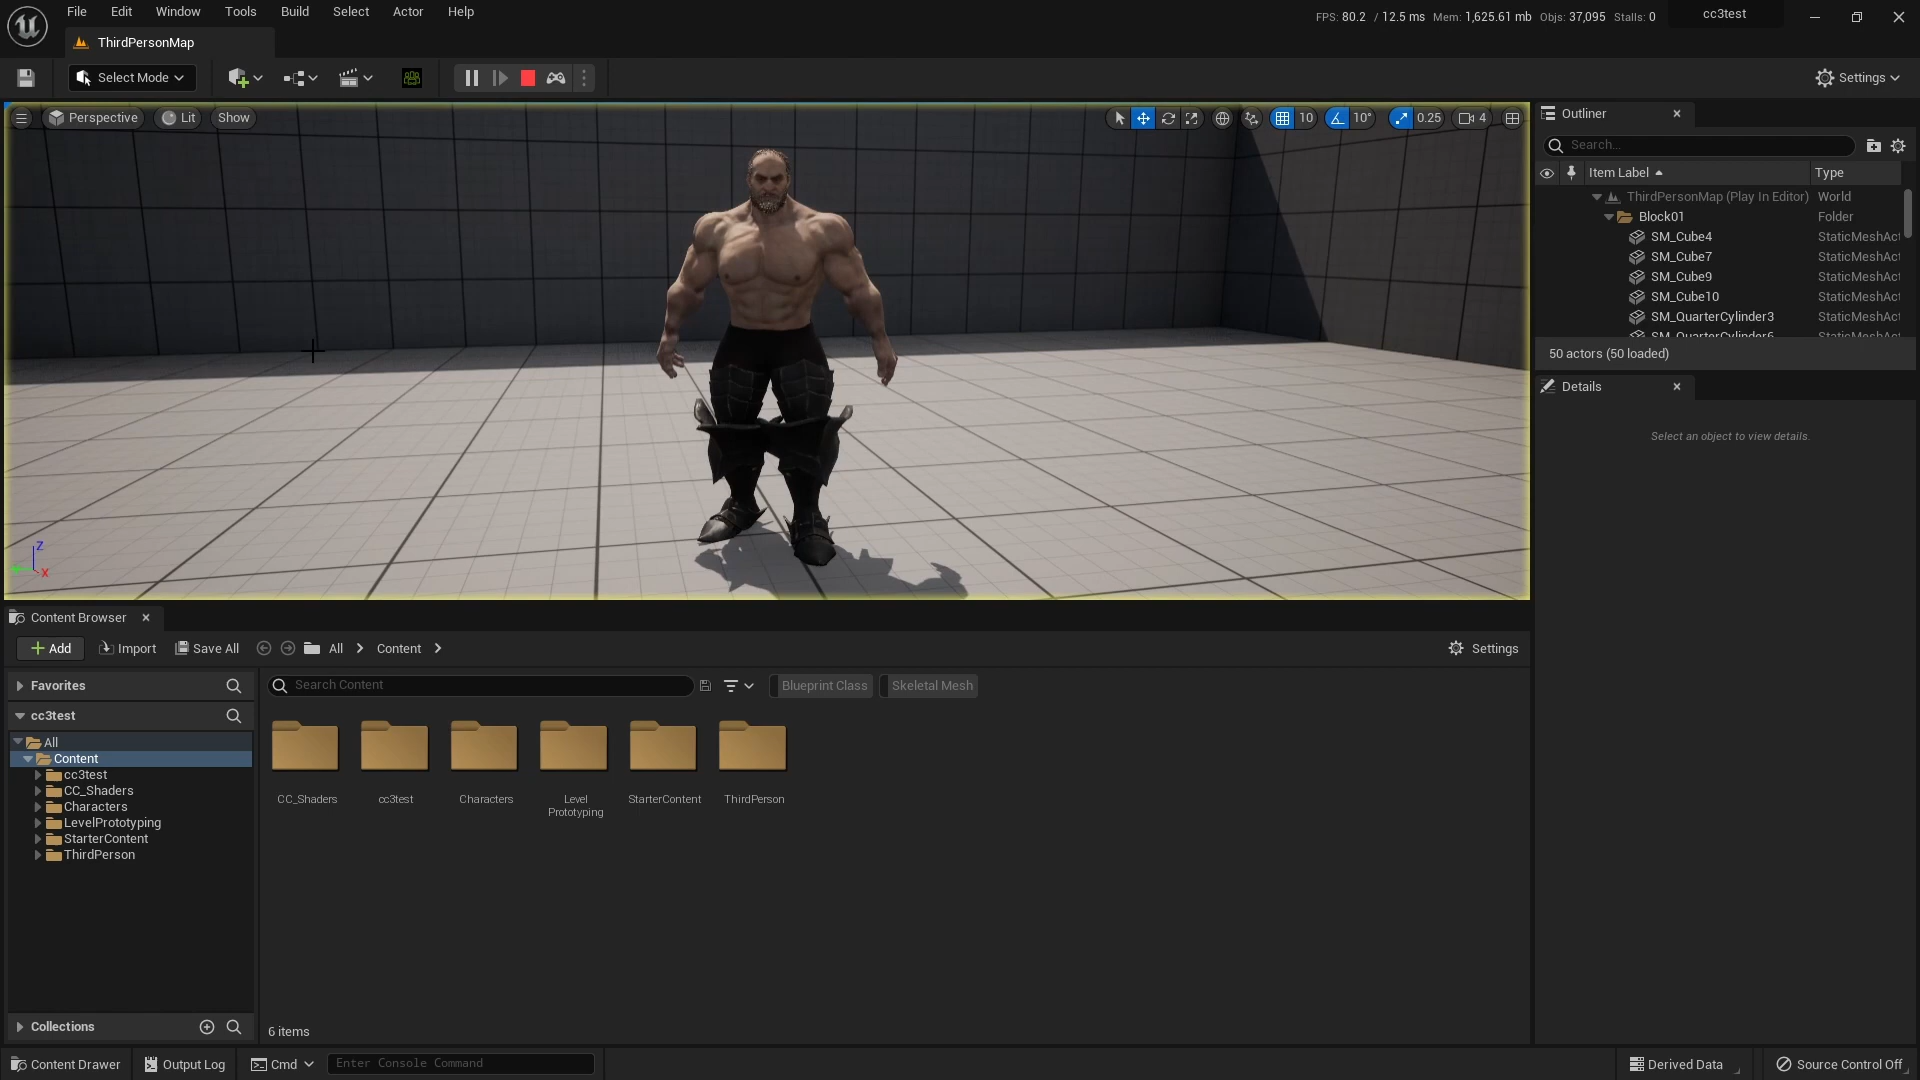 File Edit Window Tools Build Select Actor Help
FPS: 80.2 / 12.5 ms Mem: 1,625.61 mb Objs: 37,095 Stalls: 0
cc3test
ThirdPersonMap
Select Mode
Settings
Perspective Lit Show
10 10° 0.25 4
Z
X
Outliner
Search...
Item Label Type
ThirdPersonMap (Play In Editor) World
Block01 Folder
SM_Cube4 StaticMeshAct
SM_Cube7 StaticMeshAct
SM_Cube9 StaticMeshAct
SM_Cube10 StaticMeshAct
SM_QuarterCylinder3 StaticMeshAct
SM_QuarterCylinder6 StaticMeshAct
50 actors (50 loaded)
Details
Select an object to view details.
Content Browser
Add Import Save All All Content Settings
Favorites
cc3test
All
Content
cc3test
CC_Shaders
Characters
LevelPrototyping
StarterContent
ThirdPerson
Collections
Search Content Blueprint Class Skeletal Mesh
CC_Shaders cc3test Characters Level Prototyping StarterContent ThirdPerson
6 items
Content Drawer Output Log Cmd Enter Console Command Derived Data Source Control Off